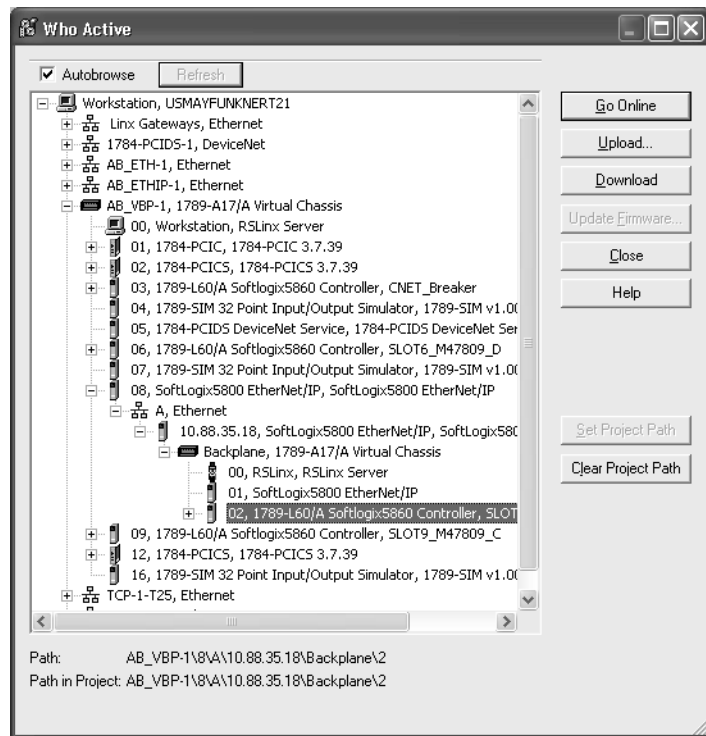 Who Active
Autobrowse Refresh
Workstation, USMAYFUNKNERT21
Linx Gateways, Ethernet
1784-PCIDS-1, DeviceNet
AB_ETH-1, Ethernet
AB_ETHIP-1, Ethernet
AB_VBP-1, 1789-A17/A Virtual Chassis
00, Workstation, RSLinx Server
01, 1784-PCIC, 1784-PCIC 3.7.39
02, 1784-PCICS, 1784-PCICS 3.7.39
03, 1789-L60/A Softlogix5860 Controller, CNET_Breaker
04, 1789-SIM 32 Point Input/Output Simulator, 1789-SIM v1.00
05, 1784-PCIDS DeviceNet Service, 1784-PCIDS DeviceNet Ser
06, 1789-L60/A Softlogix5860 Controller, SLOT6_M47809_D
07, 1789-SIM 32 Point Input/Output Simulator, 1789-SIM v1.00
08, SoftLogix5800 EtherNet/IP, SoftLogix5800 EtherNet/IP
A, Ethernet
10.88.35.18, SoftLogix5800 EtherNet/IP, SoftLogix580
Backplane, 1789-A17/A Virtual Chassis
00, RSLinx, RSLinx Server
01, SoftLogix5800 EtherNet/IP
02, 1789-L60/A Softlogix5860 Controller, SLOT
09, 1789-L60/A Softlogix5860 Controller, SLOT9_M47809_C
12, 1784-PCICS, 1784-PCICS 3.7.39
16, 1789-SIM 32 Point Input/Output Simulator, 1789-SIM v1.00
TCP-1-T25, Ethernet
Go Online
Upload...
Download
Update Firmware...
Close
Help
Set Project Path
Clear Project Path
Path: AB_VBP-1\8\A\10.88.35.18\Backplane\2
Path in Project: AB_VBP-1\8\A\10.88.35.18\Backplane\2